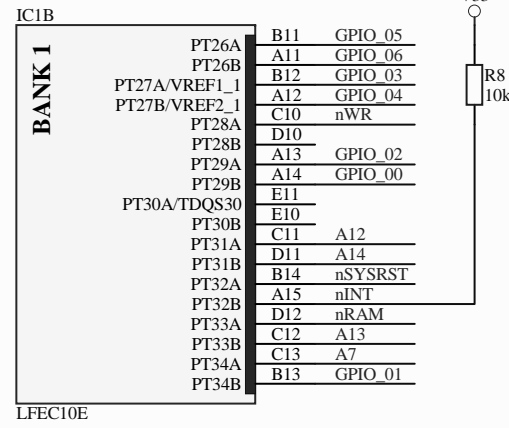 IC1B
BANK 1
PT26A B11 GPIO_05
PT26B A11 GPIO_06
PT27A/VREF1_1 B12 GPIO_03
PT27B/VREF2_1 A12 GPIO_04
PT28A C10 nWR
PT28B D10
PT29A A13 GPIO_02
PT29B A14 GPIO_00
PT30A/TDQS30 E11
PT30B E10
PT31A C11 A12
PT31B D11 A14
PT32A B14 nSYSRST
PT32B A15 nINT
PT33A D12 nRAM
PT33B C12 A13
PT34A C13 A7
PT34B B13 GPIO_01
R8
10k
LFEC10E